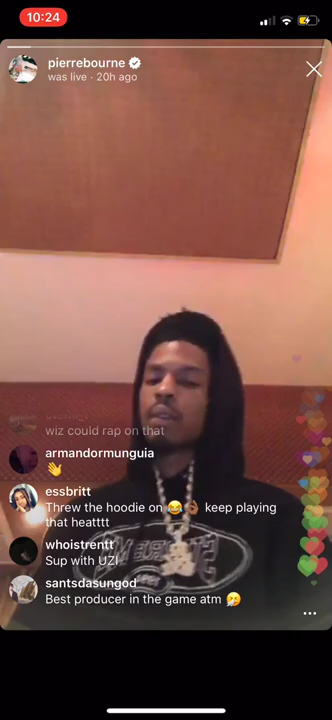 10:24
pierrebourne
was live · 20h ago
wiz could rap on that
armandormunguia
👋
essbritt
Threw the hoodie on 😂👌🏽 keep playing
that heatttt
whoistrentt
Sup with UZI
santsdasungod
Best producer in the game atm 🤧